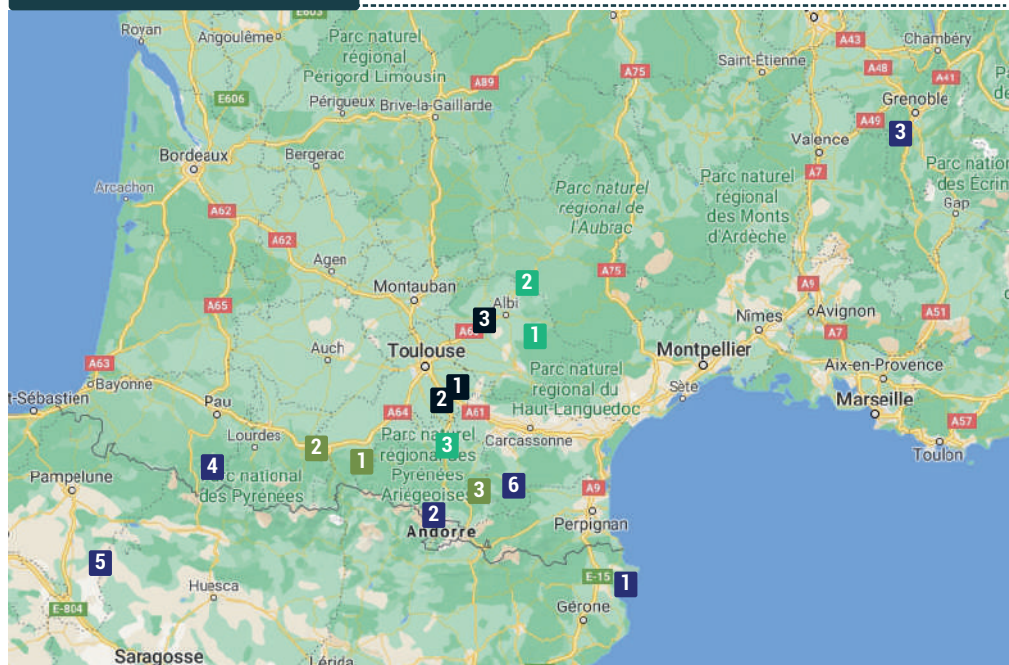 E603
Royan
Angoulême
Parc naturel
régional
Périgord Limousin
A89
A75
Saint-Étienne
A43
Chambéry
A48
A41
E606
Périgueux
Brive-la-Gaillarde
Grenoble
A49
3
Valence
Bordeaux
Bergerac
Arcachon
Parc naturel
régional de
l'Aubrac
Parc naturel
régional
des Monts
d'Ardèche
A7
Parc nation
des Écrin
Gap
A62
A62
Agen
A75
Montauban
2
Albi
A9
A65
3
1
Nîmes
Avignon
A51
A7
Auch
Toulouse
Montpellier
Aix-en-Provence
A63
Bayonne
t-Sébastien
Parc naturel
régional du
Haut-Languedoc
Sète
Marseille
1
2
A64
A61
Pau
A57
Toulon
Lourdes
2
1
Parc naturel
régional des
Pyrénées
Ariégeoises
3
Carcassonne
4
rc national
des Pyrénées
Pampelune
3
6
A9
2
Andorre
Perpignan
5
E-15
1
Huesca
E-804
Gérone
Saragosse
Lérida